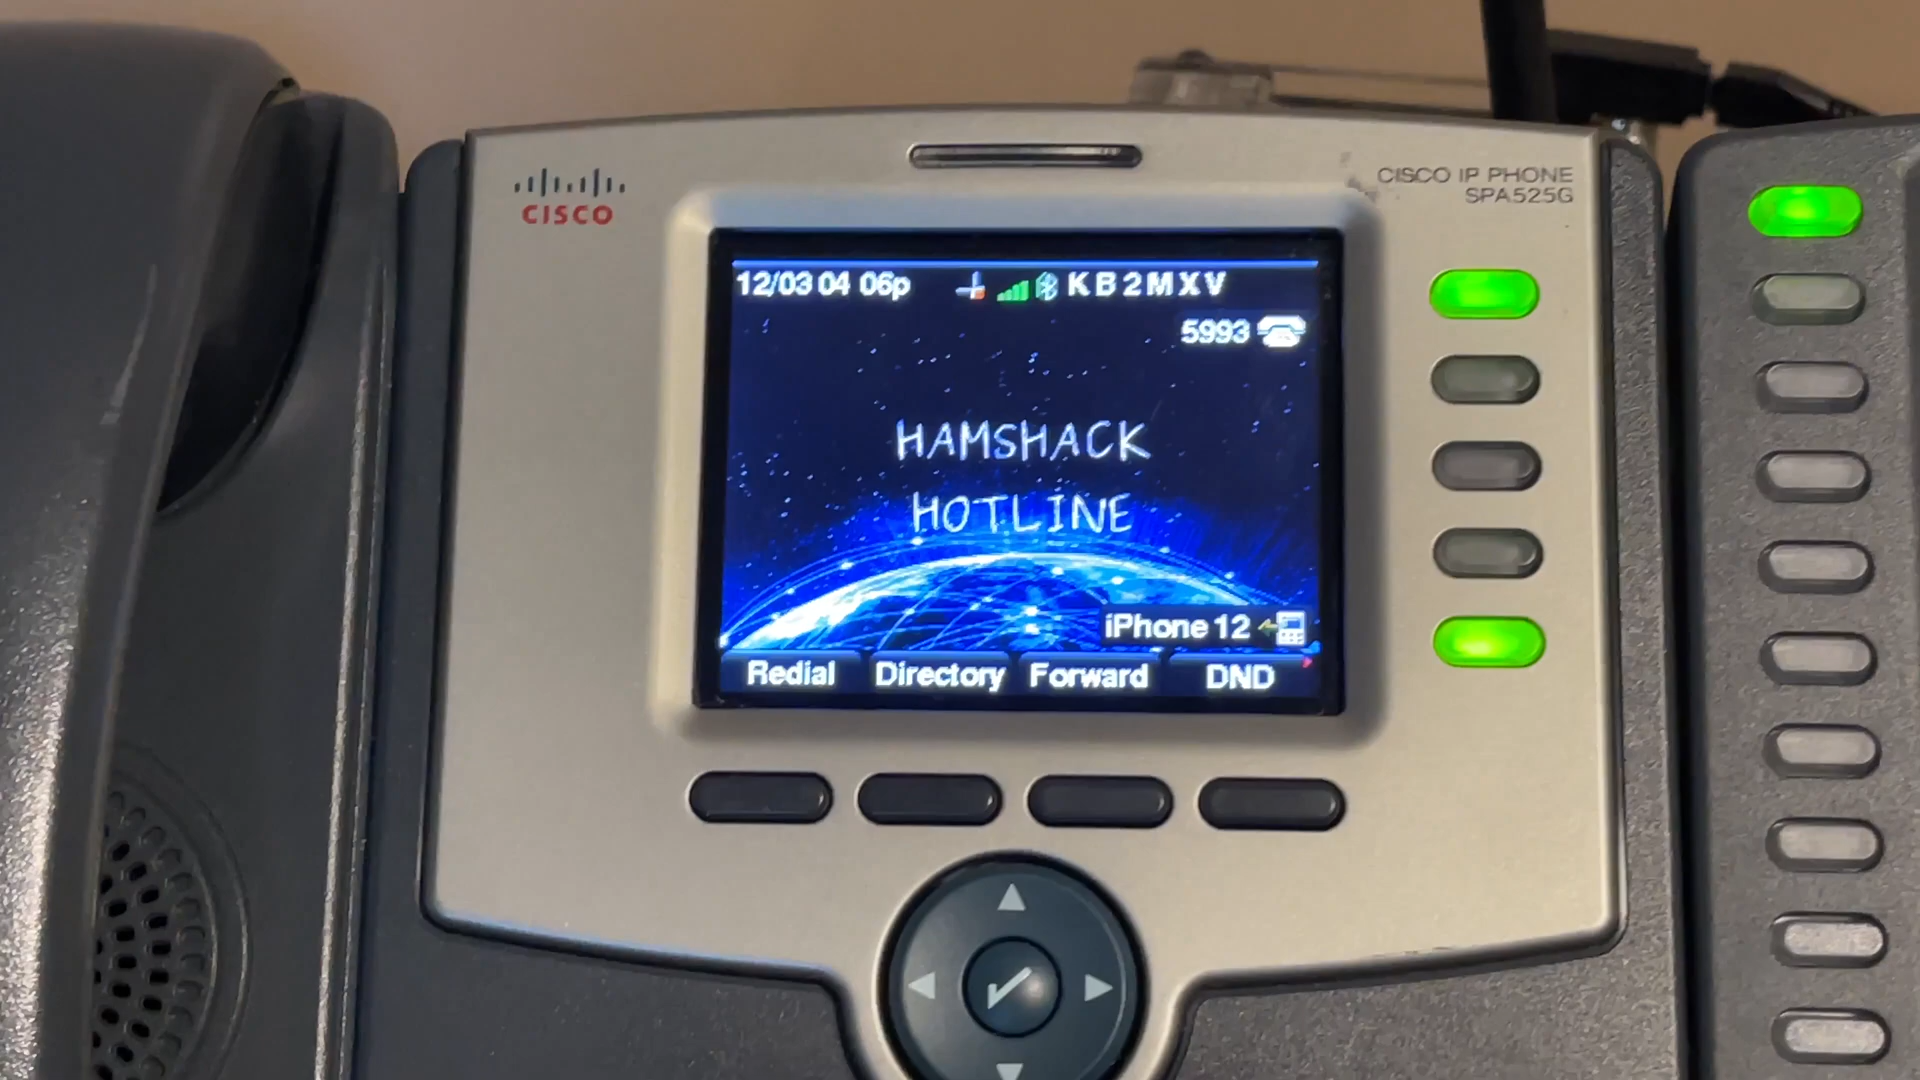 CISCO
CISCO IP PHONE
SPA525G
12/03 04 06p KB2MXV
5993
HAMSHACK
HOTLINE
iPhone 12
Redial Directory Forward DND